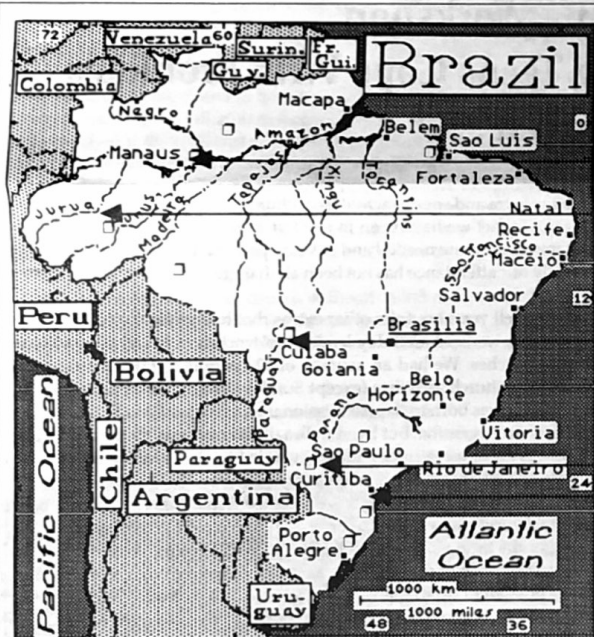 72
Venezuela
60
Surin.
Fr.
Gui.
Guy.
Brazil
Colombia
Macapa
Negro
Amazon
0
Belem
Sao Luis
Manaus
Fortaleza
Tapajos
Xingu
Tocantins
Jurua
Purus
Madeira
Natal
Recife
Sao Francisco
Maceio
Salvador
12
Peru
Brasilia
Cuiaba
Goiania
Bolivia
Paraguay
Belo
Horizonte
Parana
Vitoria
Pacific Ocean
Chile
Paraguay
Sao Paulo
Rio de Janeiro
Curitiba
24
Argentina
Porto
Alegre
Atlantic
Ocean
Uru-
guay
1000 km
1000 miles
48
36